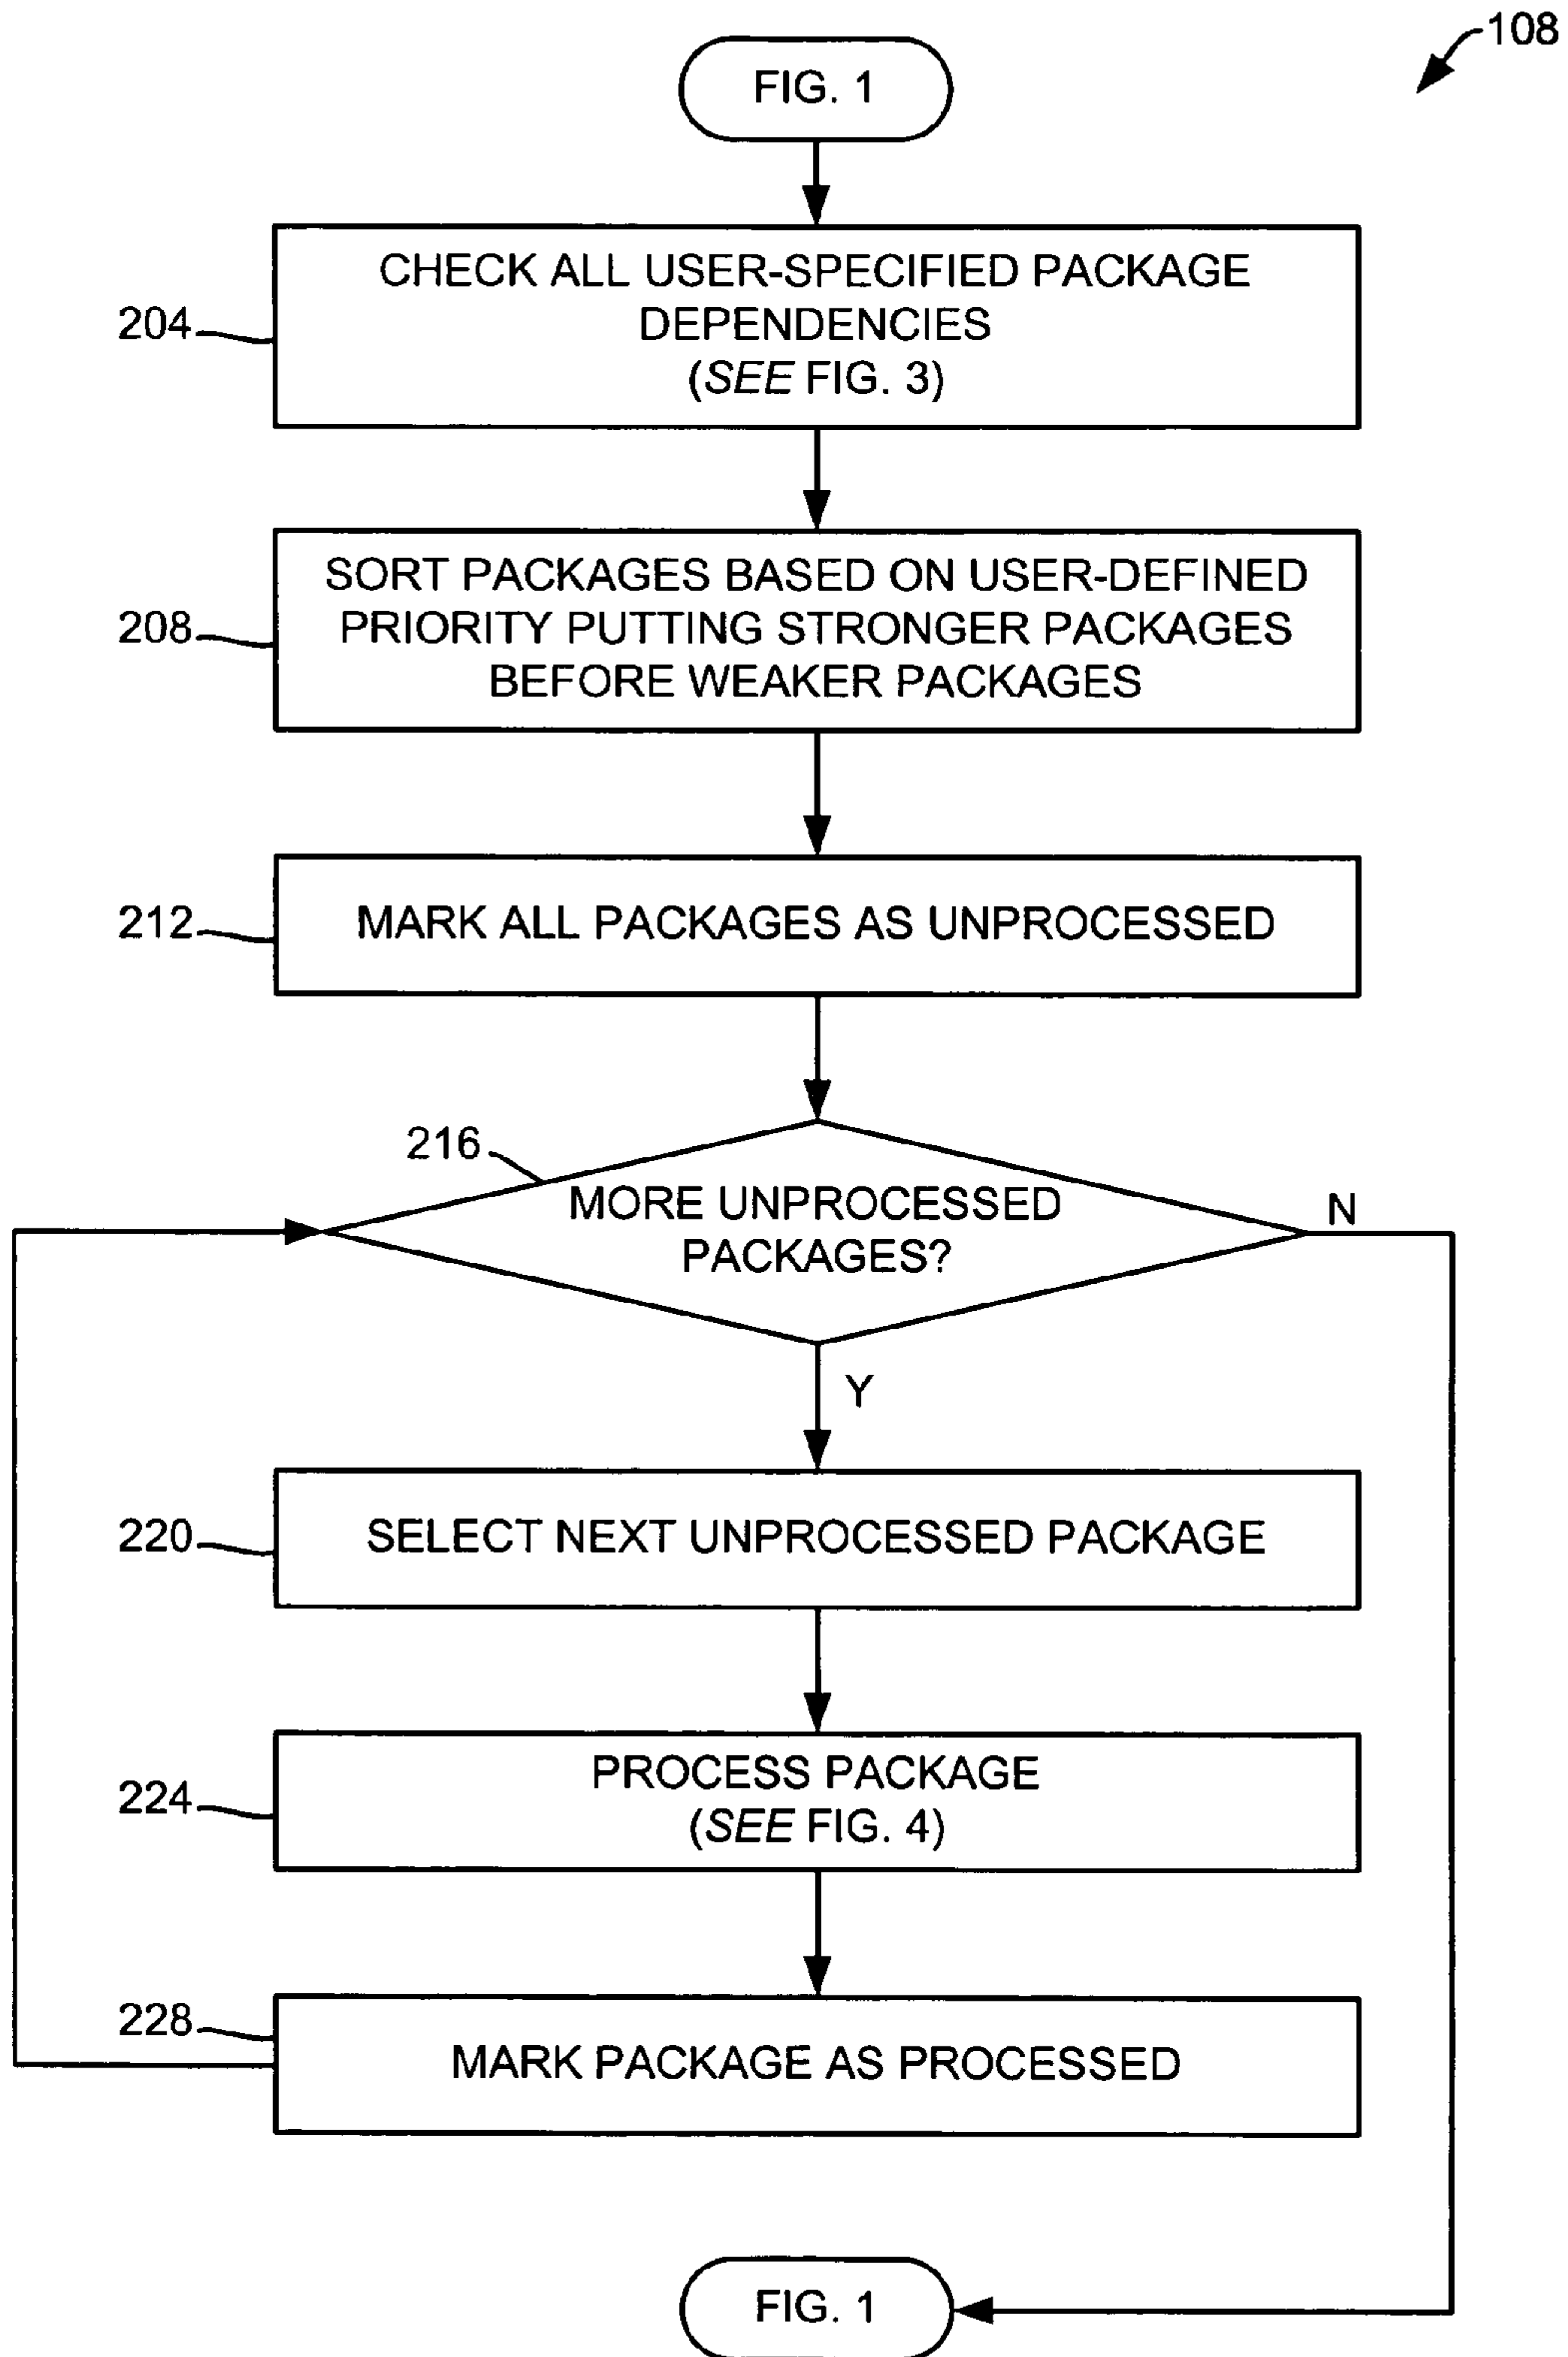 108
FIG. 1
CHECK ALL USER-SPECIFIED PACKAGE
DEPENDENCIES
(SEE FIG. 3)
204
SORT PACKAGES BASED ON USER-DEFINED
PRIORITY PUTTING STRONGER PACKAGES
BEFORE WEAKER PACKAGES
208
MARK ALL PACKAGES AS UNPROCESSED
212
216
MORE UNPROCESSED
PACKAGES?
N
Y
SELECT NEXT UNPROCESSED PACKAGE
220
PROCESS PACKAGE
(SEE FIG. 4)
224
228
MARK PACKAGE AS PROCESSED
FIG. 1